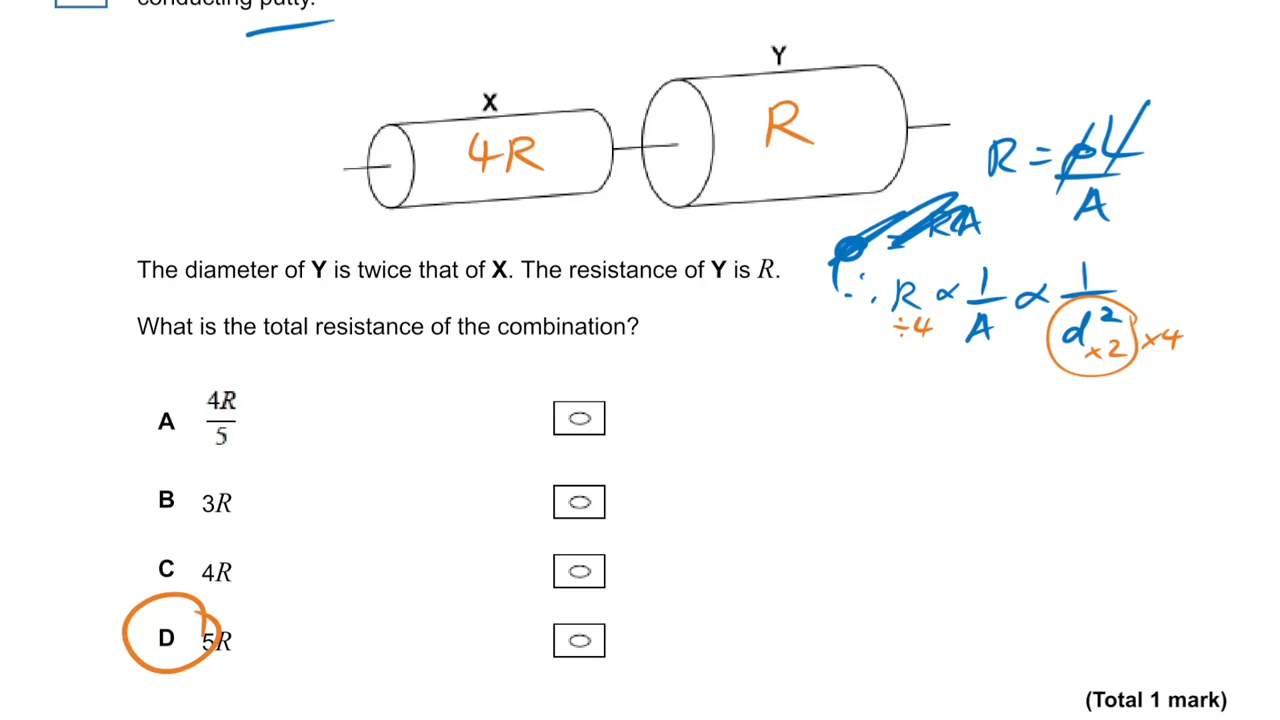 conducting putty.
Y
X
4R
R
R = ρl/A
The diameter of Y is twice that of X. The resistance of Y is R.
∴ R ∝ 1/A ∝ 1/d²
÷4
×2
×4
What is the total resistance of the combination?
A 4R/5
B 3R
C 4R
D 5R
(Total 1 mark)